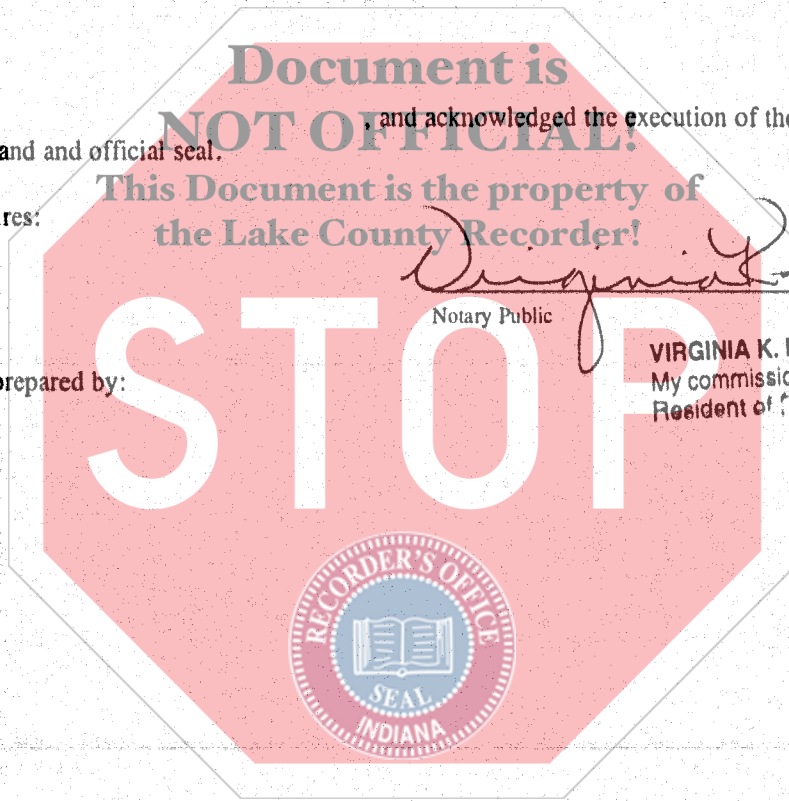 Document is
NOT OFFICIAL!
, and acknowledged the execution of the
and and official seal.
This Document is the property of
the Lake County Recorder!
res:
Virginia K.
Notary Public
VIRGINIA K.
My commissio
Resident of
prepared by:
STOP
RECORDER'S OFFICE
SEAL
INDIANA